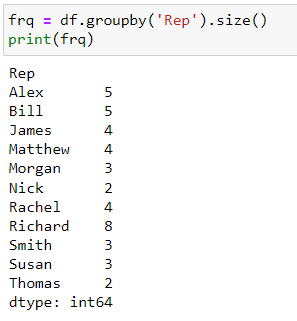 frq = df.groupby('Rep').size()
print(frq)
Rep
Alex 5
Bill 5
James 4
Matthew 4
Morgan 3
Nick 2
Rachel 4
Richard 8
Smith 3
Susan 3
Thomas 2
dtype: int64